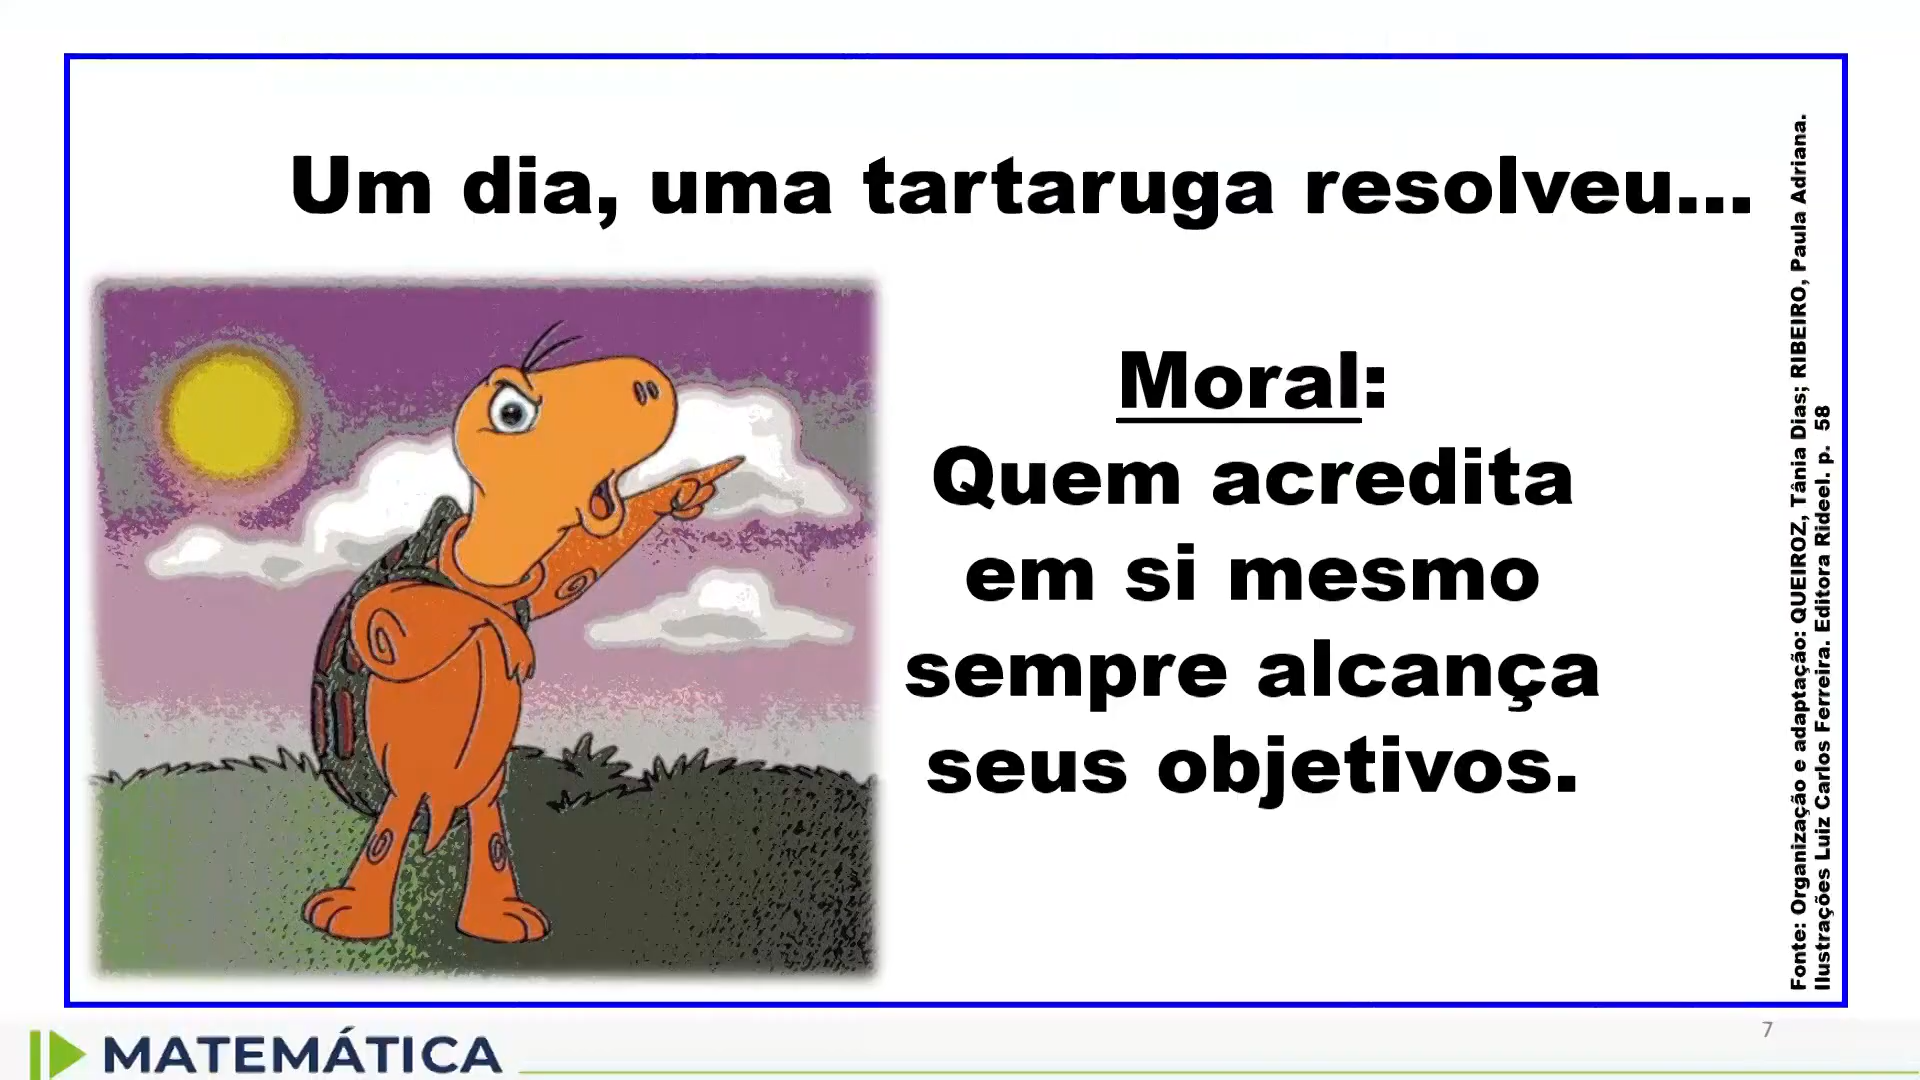 Um dia, uma tartaruga resolveu...
Moral:
Quem acredita
em si mesmo
sempre alcança
seus objetivos.
Fonte: Organização e adaptação: QUEIROZ, Tânia Dias; RIBEIRO, Paula Adriana.
Ilustrações Luiz Carlos Ferreira. Editora Rideel. p. 58
7
MATEMÁTICA